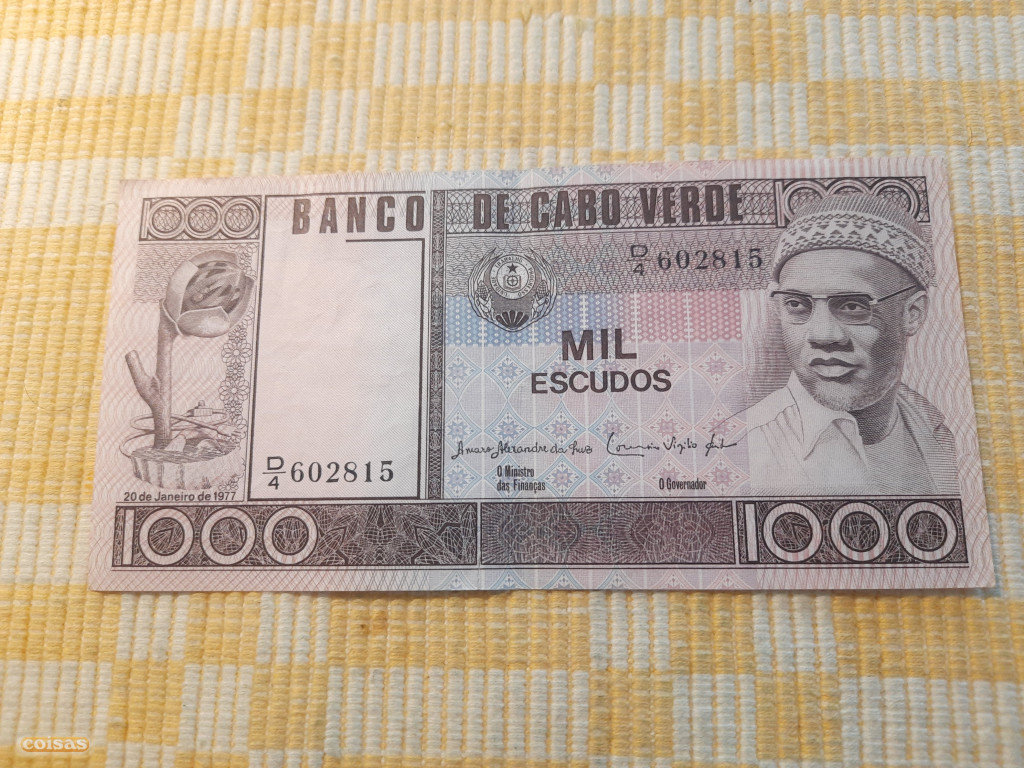 1000
BANCO DE CABO VERDE
1000
D/4 602815
MIL
ESCUDOS
D/4 602815
O Ministro
das Finanças
O Governador
20 de Janeiro de 1977
1000
1000
coisas